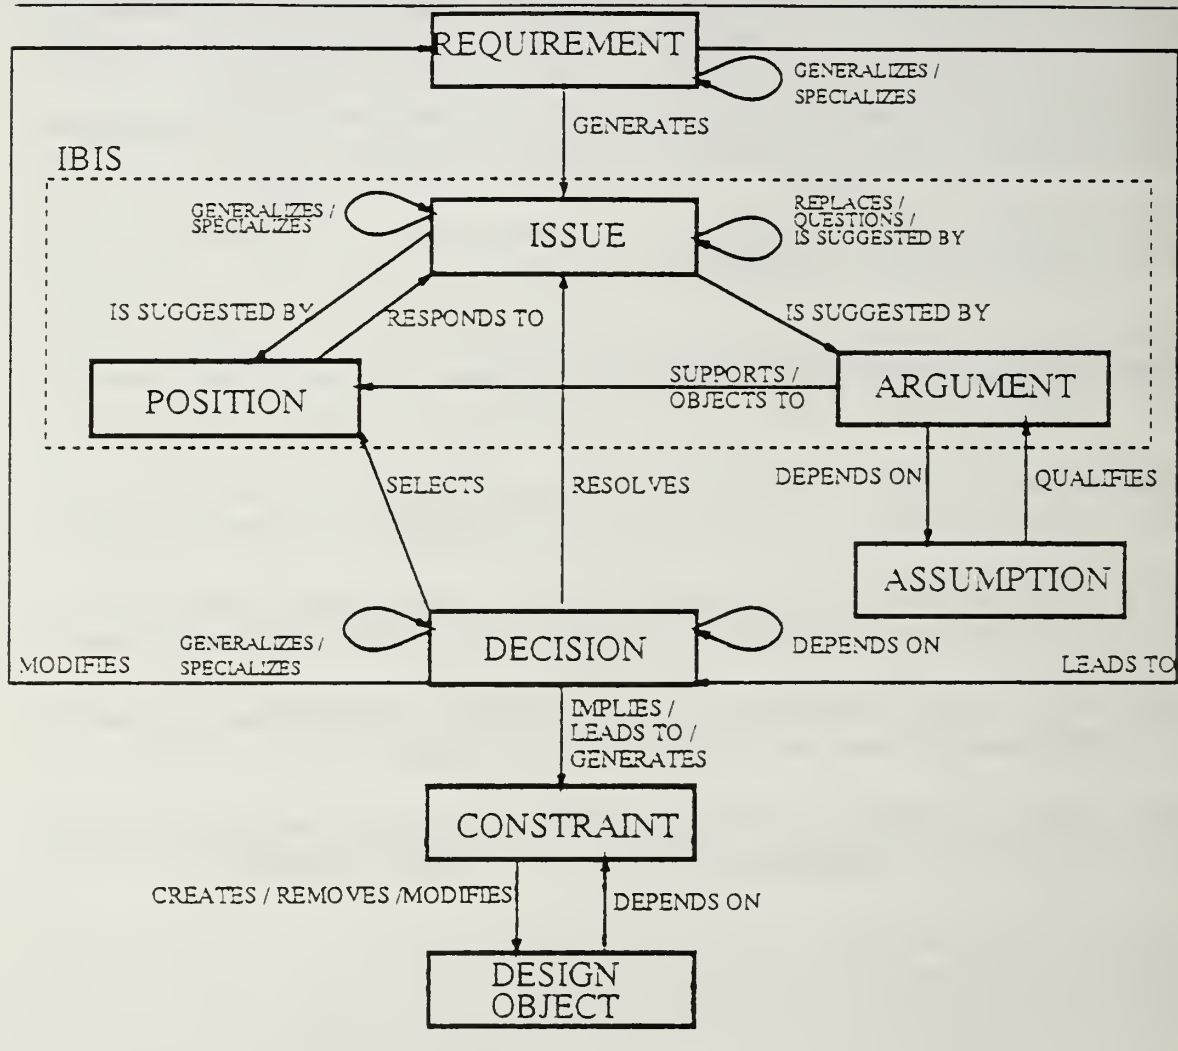 REQUIREMENT
GENERALIZES /
SPECIALIZES
GENERATES
IBIS
GENERALIZES /
SPECIALIZES
ISSUE
REPLACES /
QUESTIONS /
IS SUGGESTED BY
IS SUGGESTED BY
RESPONDS TO
IS SUGGESTED BY
POSITION
SUPPORTS /
OBJECTS TO
ARGUMENT
SELECTS
RESOLVES
DEPENDS ON
QUALIFIES
ASSUMPTION
MODIFIES
GENERALIZES /
SPECIALIZES
DECISION
DEPENDS ON
LEADS TO
IMPLIES /
LEADS TO /
GENERATES
CONSTRAINT
CREATES / REMOVES /MODIFIES
DEPENDS ON
DESIGN
OBJECT